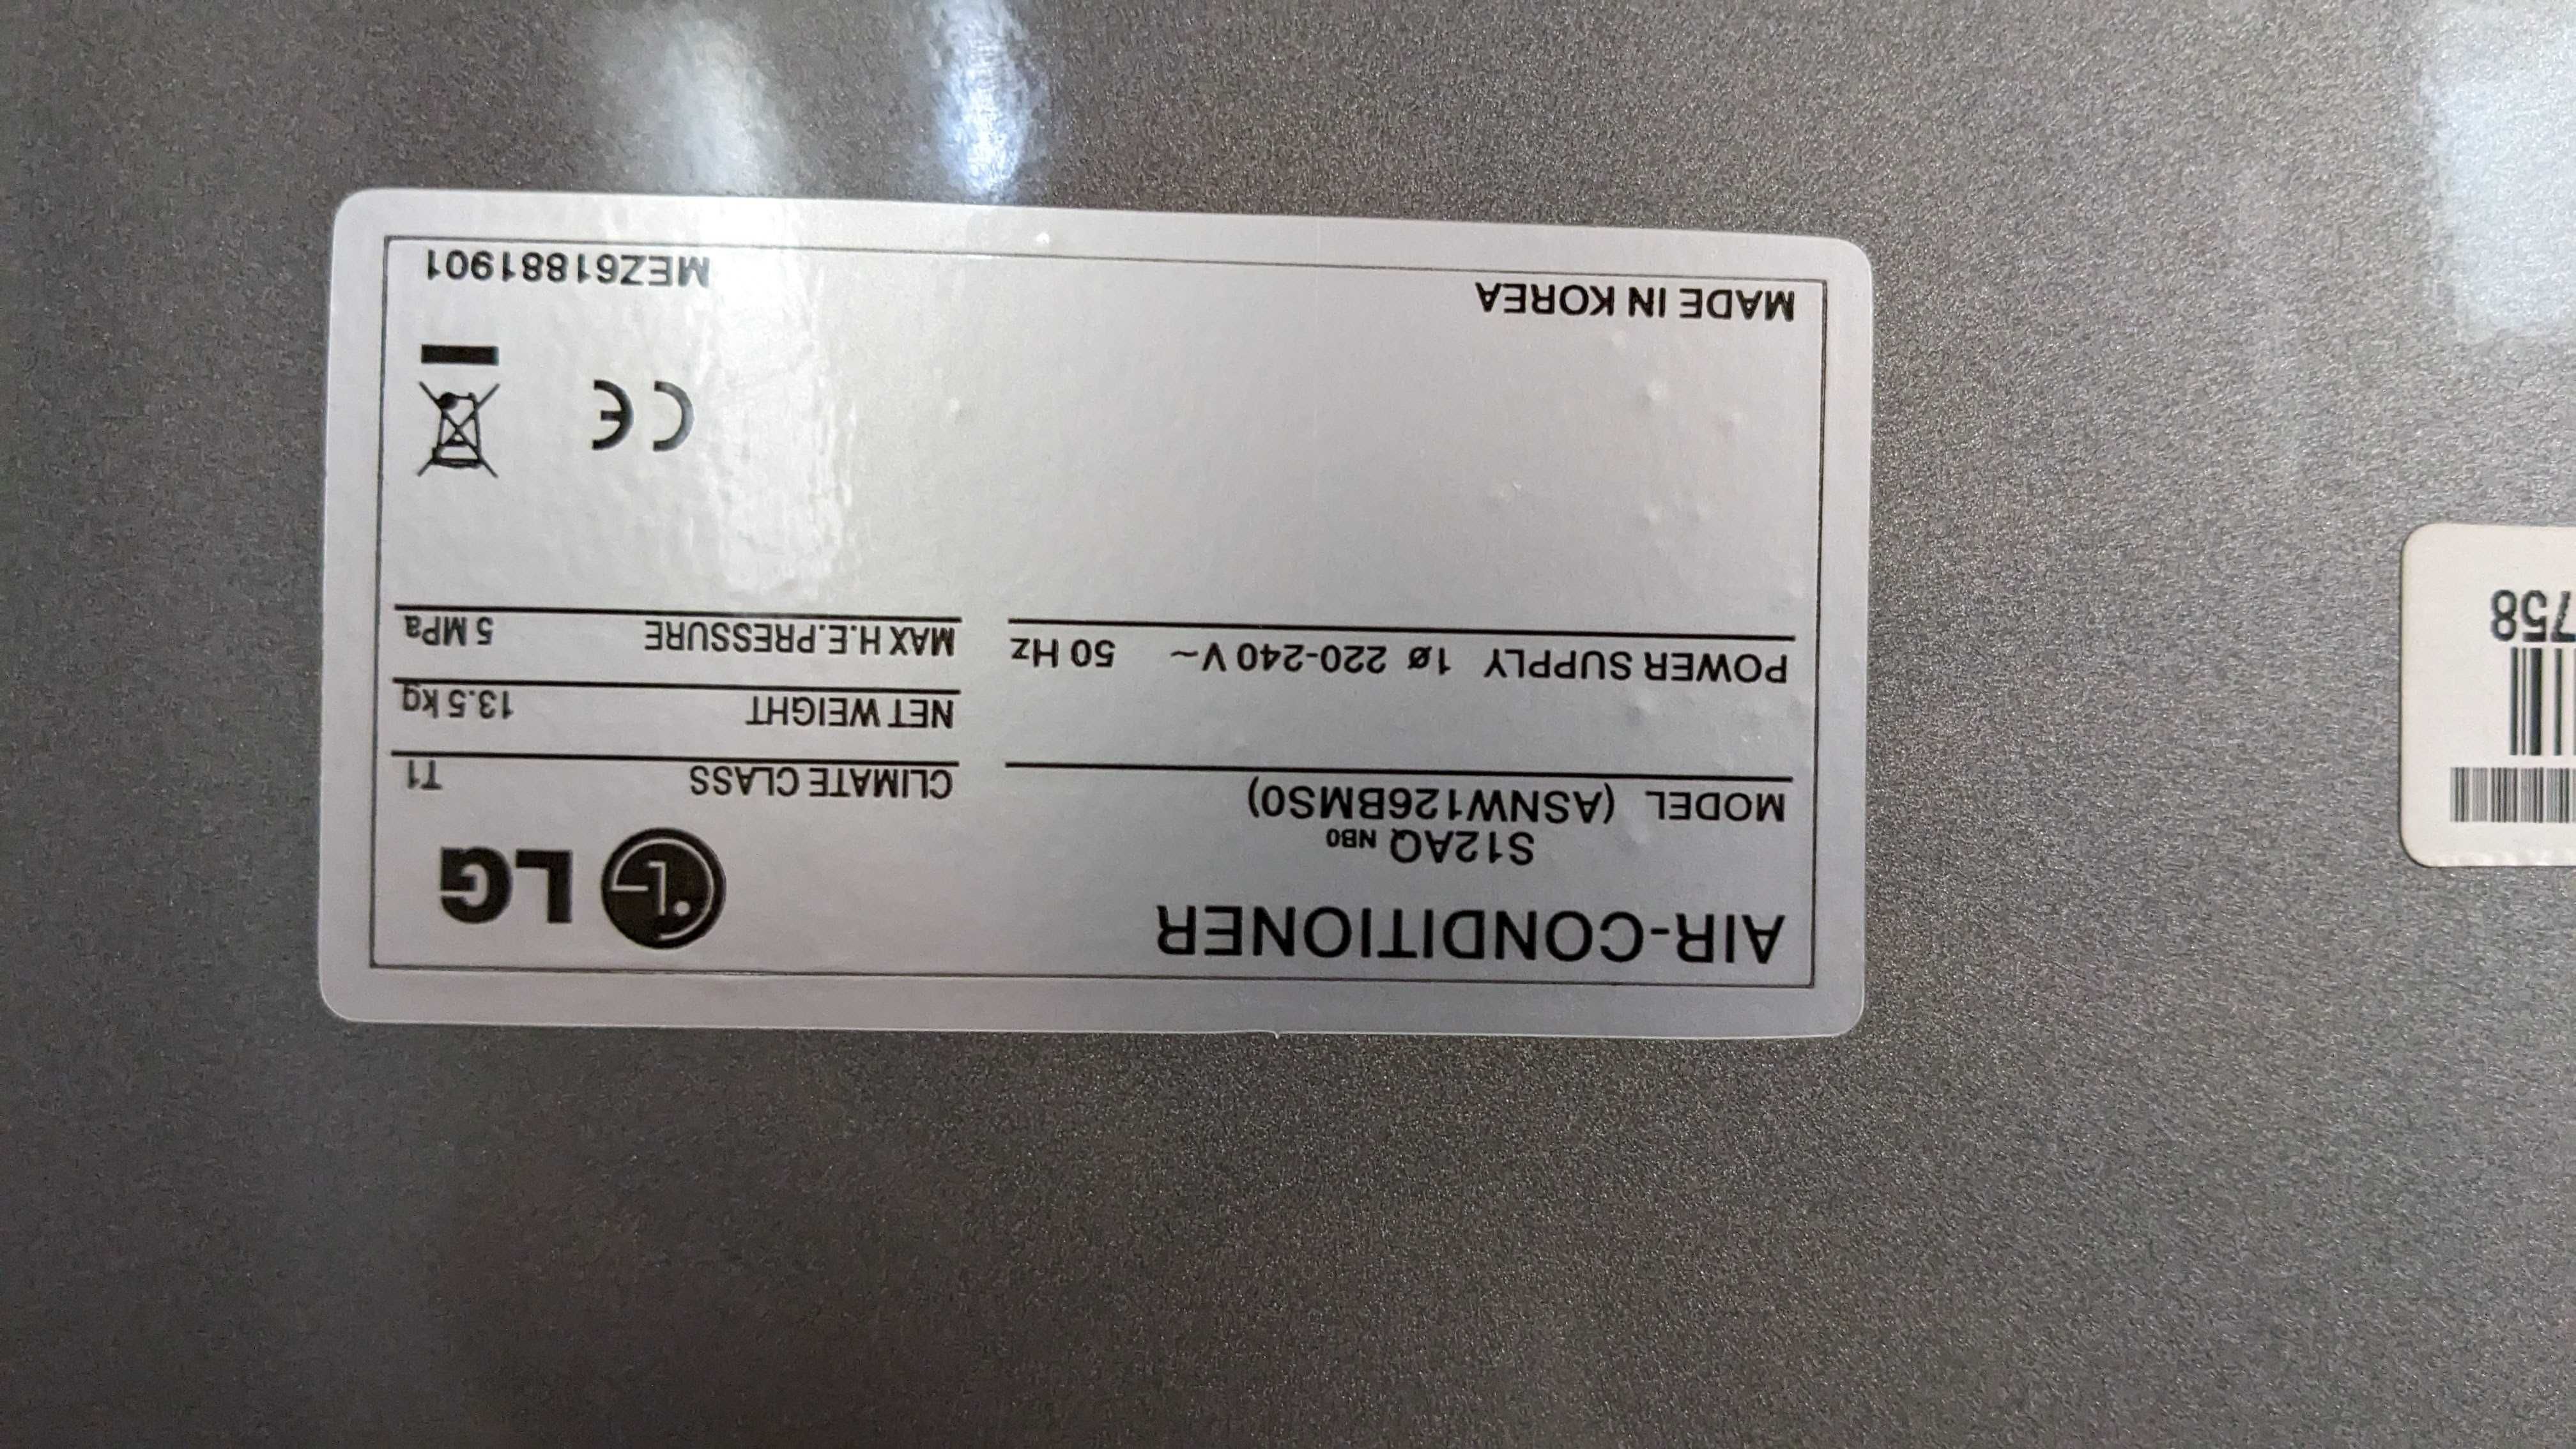 AIR-CONDITIONER
LG
S12AQ NB0
MODEL (ASNW126BMS0)
POWER SUPPLY 1ø 220-240 V~ 50 Hz
CLIMATE CLASS T1
NET WEIGHT 13.5 kg
MAX H.E.PRESSURE 5 MPa
CE
MADE IN KOREA
MEZ61881901
758